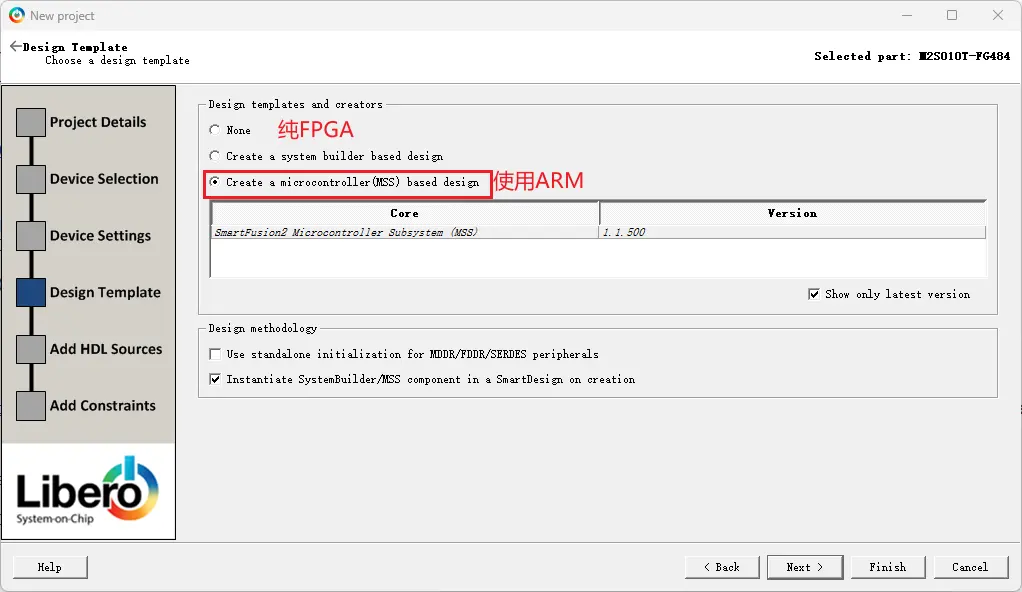 New project
Design Template
Choose a design template
Selected part: M2S010T-FG484
Project Details
Device Selection
Device Settings
Design Template
Add HDL Sources
Add Constraints
Libero
System-on-Chip
Design templates and creators
None 纯FPGA
Create a system builder based design
Create a microcontroller(MSS) based design 使用ARM
Core Version
SmartFusion2 Microcontroller Subsystem (MSS) 1.1.500
Show only latest version
Design methodology
Use standalone initialization for MDDR/FDDR/SERDES peripherals
Instantiate SystemBuilder/MSS component in a SmartDesign on creation
Help < Back Next > Finish Cancel